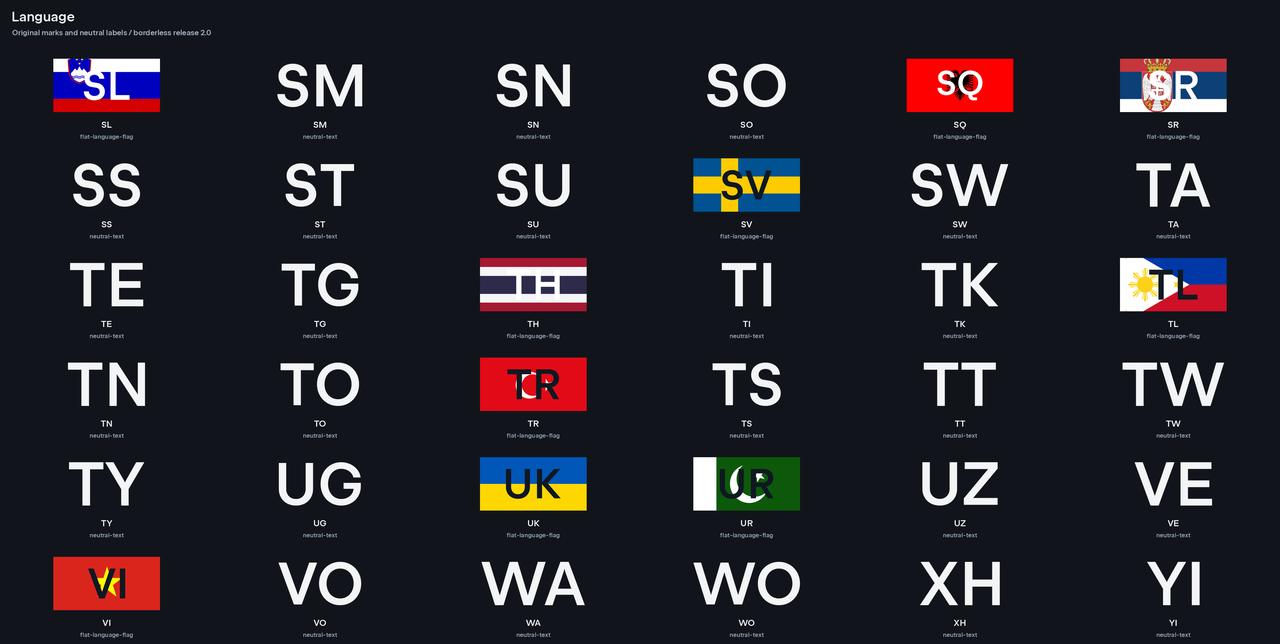 Language
Original marks and neutral labels / borderless release 2.0
SL SM SN SO SQ SR
SL SM SN SO SQ SR
flat-language-flag neutral-text neutral-text neutral-text flat-language-flag flat-language-flag
SS ST SU SV SW TA
SS ST SU SV SW TA
neutral-text neutral-text neutral-text flat-language-flag neutral-text neutral-text
TE TG TH TI TK TL
TE TG TH TI TK TL
neutral-text neutral-text flat-language-flag neutral-text neutral-text flat-language-flag
TN TO TR TS TT TW
TN TO TR TS TT TW
neutral-text neutral-text flat-language-flag neutral-text neutral-text neutral-text
TY UG UK UR UZ VE
TY UG UK UR UZ VE
neutral-text neutral-text flat-language-flag flat-language-flag neutral-text neutral-text
VI VO WA WO XH YI
VI VO WA WO XH YI
flat-language-flag neutral-text neutral-text neutral-text neutral-text neutral-text